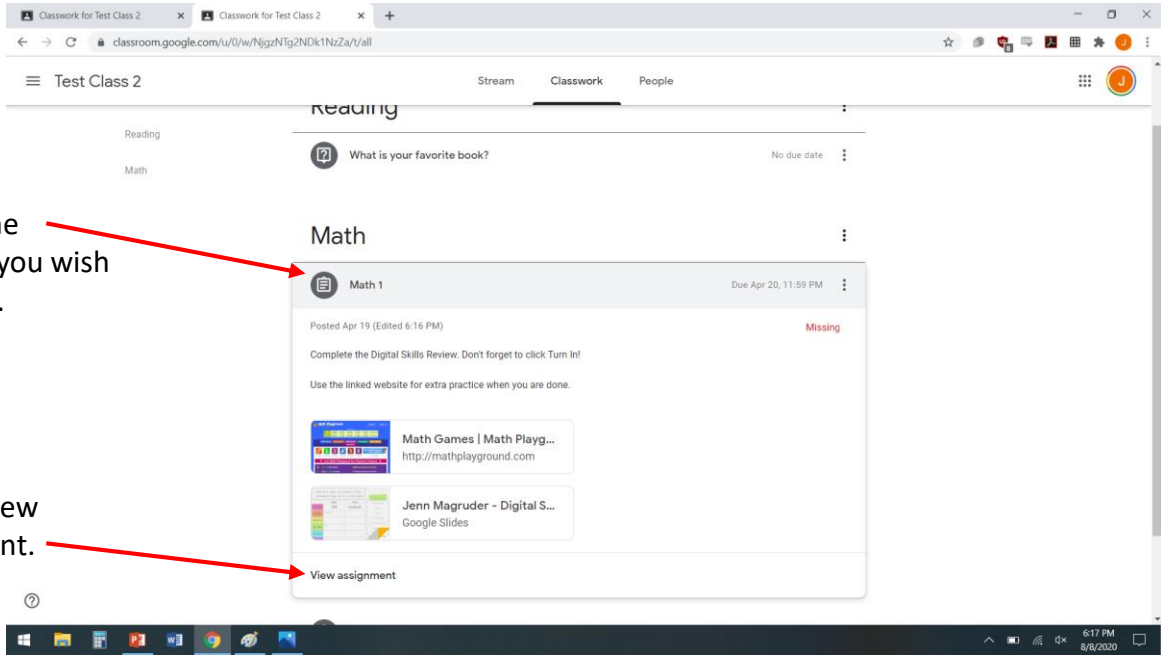 Classwork for Test Class 2 Classwork for Test Class 2
classroom.google.com/u/0/w/NjgzNTg2NDk1NzZa/t/all
Test Class 2 Stream Classwork People
Reading
Reading
Math
What is your favorite book? No due date
Math
you wish
Math 1 Due Apr 20, 11:59 PM
Posted Apr 19 (Edited 6:16 PM) Missing
Complete the Digital Skills Review. Don't forget to click Turn In!
Use the linked website for extra practice when you are done.
Math Games | Math Playg...
http://mathplayground.com
Jenn Magruder - Digital S...
Google Slides
View assignment
6:17 PM
8/8/2020